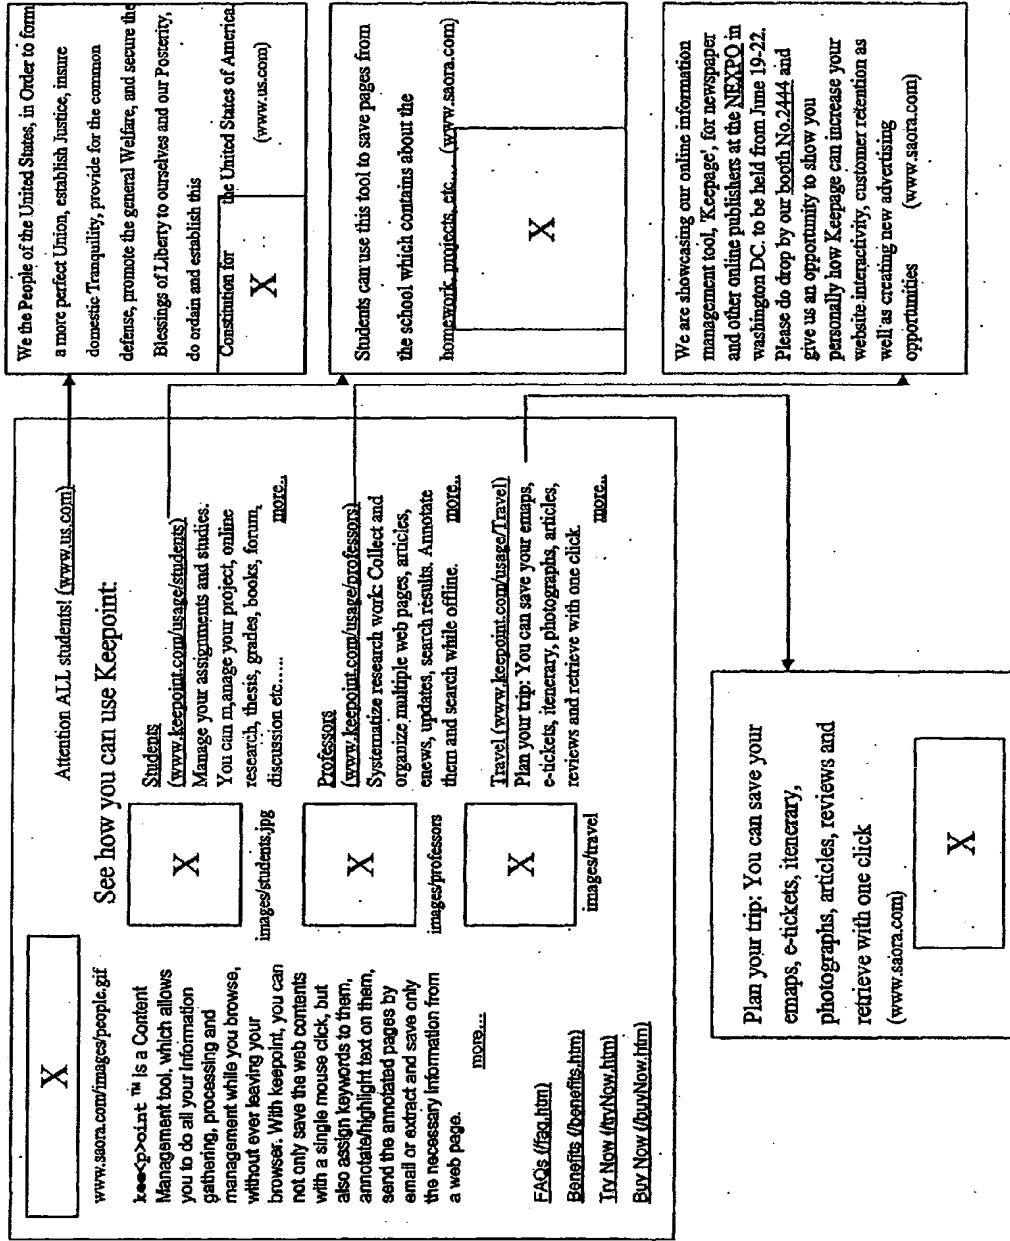 X
www.saora.com/images/people.gif
kee<p>oint ™ is a Content
Management tool, which allows
you to do all your information
gathering, processing and
management while you browse,
without ever leaving your
browser. With keepoint, you can
not only save the web contents
with a single mouse click, but
also assign keywords to them,
annotate/highlight text on them,
send the annotated pages by
email or extract and save only
the necessary information from
a web page.
more...
FAQs (/faq.htm)
Benefits (/benefits.htm)
Try Now (/tryNow.htm)
Buy Now (/buyNow.htm)
Attention ALL students! (www.us.com)
See how you can use Keepoint:
X
images/students.jpg
Students
(www.keepoint.com/usage/students)
Manage your assignments and studies.
You can m,anage your project, online
research, thesis, grades, books, forum,
discussion etc......
more..
X
images/professors
Professors
(www.keepoint.com/usage/professors)
Systematize research work: Collect and
organize multiple web pages, articles,
enews, updates, search results. Annotate
them and search while offline.
more..
X
images/travel
Travel (www.keepoint.com/usage/Travel)
Plan your trip: You can save your emaps,
e-tickets, itenerary, photographs, articles,
reviews and retrieve with one click
more..
We the People of the United States, in Order to form
a more perfect Union, establish Justice, insure
domestic Tranquility, provide for the common
defense, promote the general Welfare, and secure the
Blessings of Liberty to ourselves and our Posterity,
do ordain and establish this
Constitution for the United States of America.
(www.us.com)
X
Students can use this tool to save pages from
the school which contains about the
homework, projects, etc... (www.saora.com)
X
We are showcasing our online information
management tool, 'Keepage', for newspaper
and other online publishers at the NEXPO in
washington DC. to be held from June 19-22.
Please do drop by our booth No.2444 and
give us an opportunity to show you
personally how Keepage can increase your
website interactivity, customer retention as
well as creating new advertising
opportunities (www.saora.com)
Plan your trip: You can save your
emaps, e-tickets, itenerary,
photographs, articles, reviews and
retrieve with one click
(www.saora.com)
X